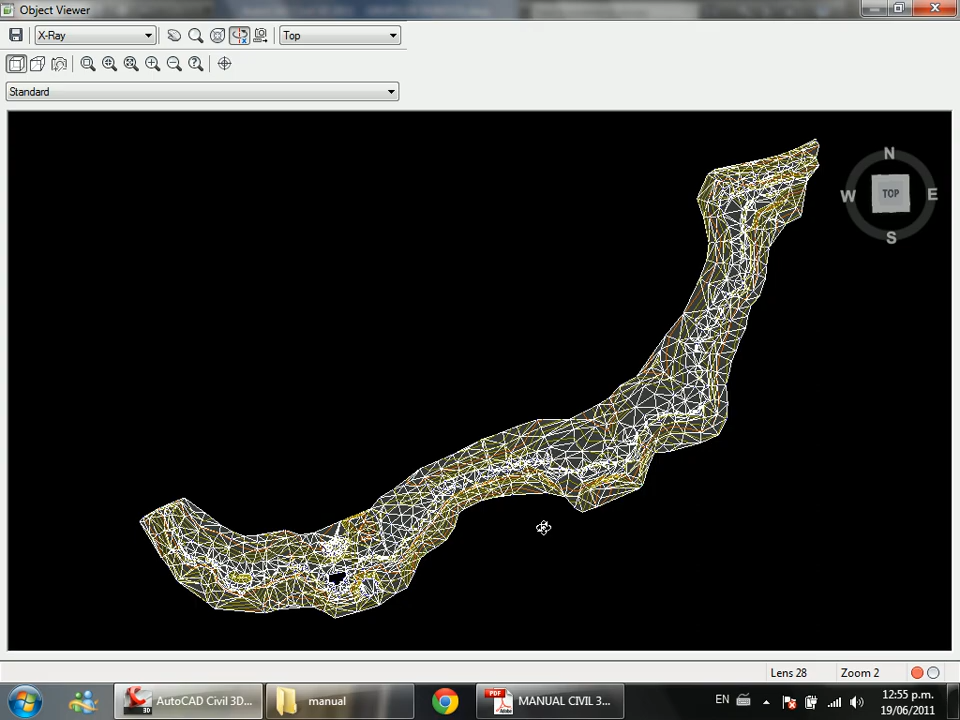 Object Viewer
X-Ray
Top
Standard
N
W
TOP
E
S
Lens 28
Zoom 2
AutoCAD Civil 3D...
manual
PDF
MANUAL CIVIL 3...
EN
12:55 p.m.
19/06/2011